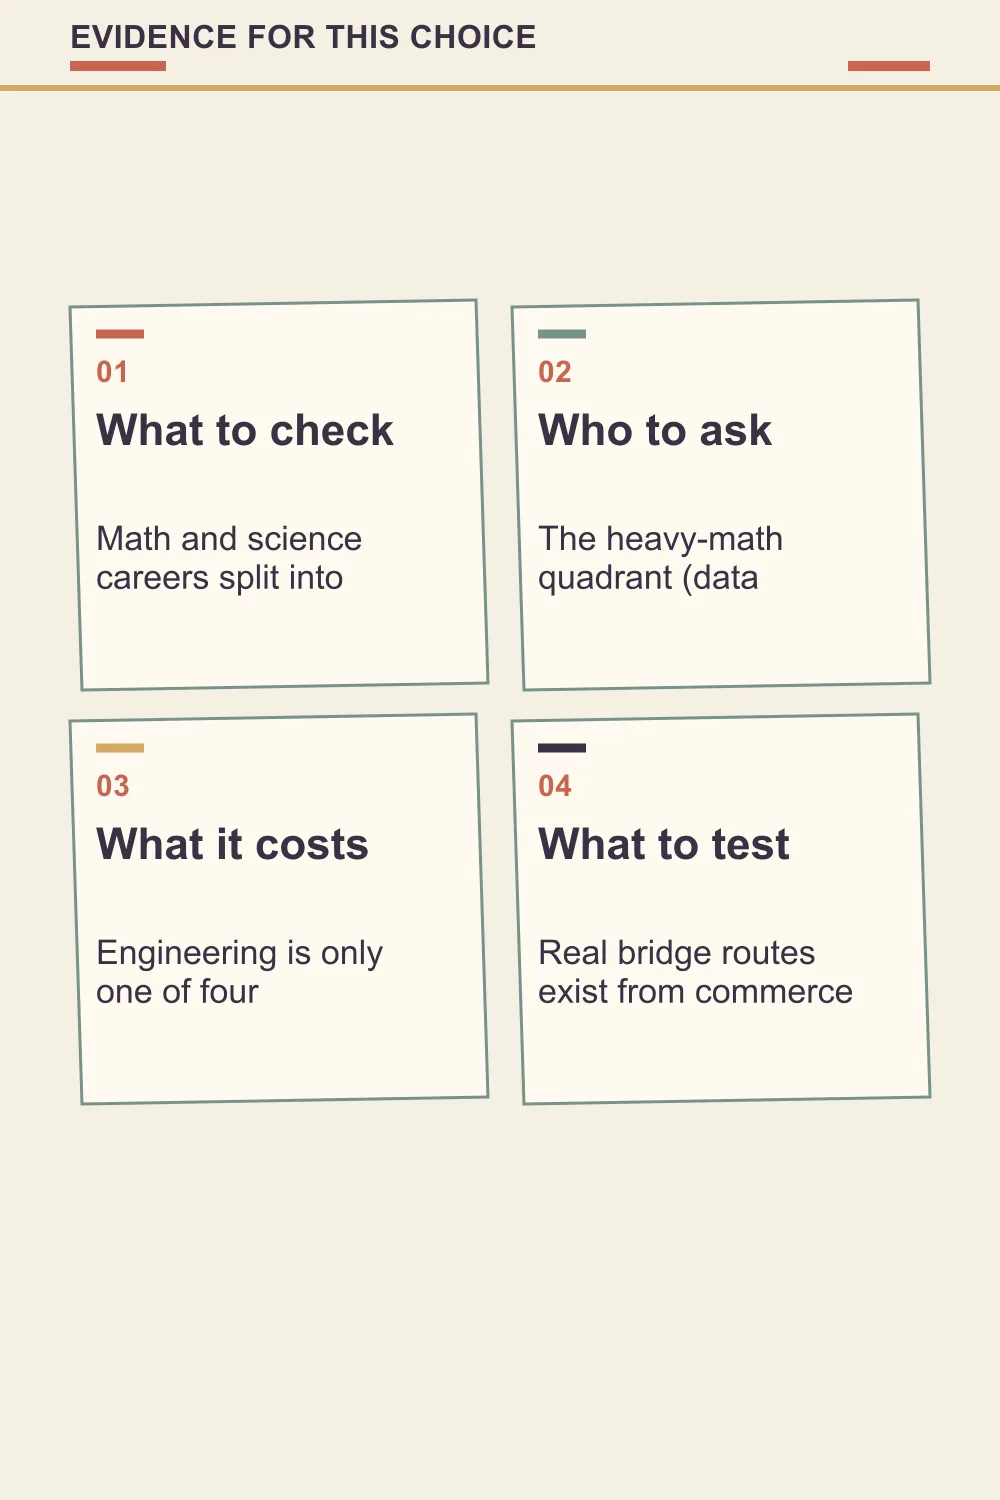 EVIDENCE FOR THIS CHOICE
01
What to check
Math and science
careers split into
02
Who to ask
The heavy-math
quadrant (data
03
What it costs
Engineering is only
one of four
04
What to test
Real bridge routes
exist from commerce